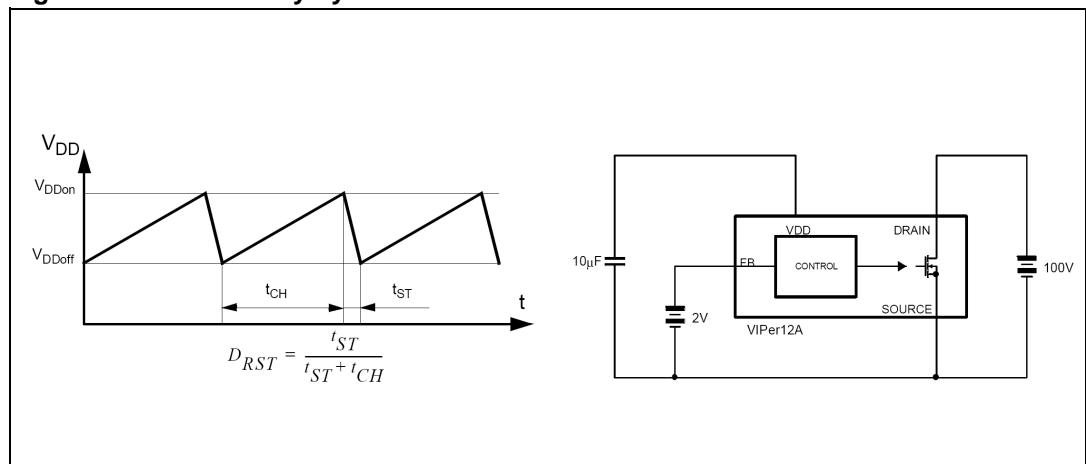 V_DD
V_DDon
V_DDoff
t_CH
t_ST
t
D_RST = t_ST / (t_ST + t_CH)
10μF
2V
VDD
DRAIN
FB
CONTROL
SOURCE
VIPer12A
100V